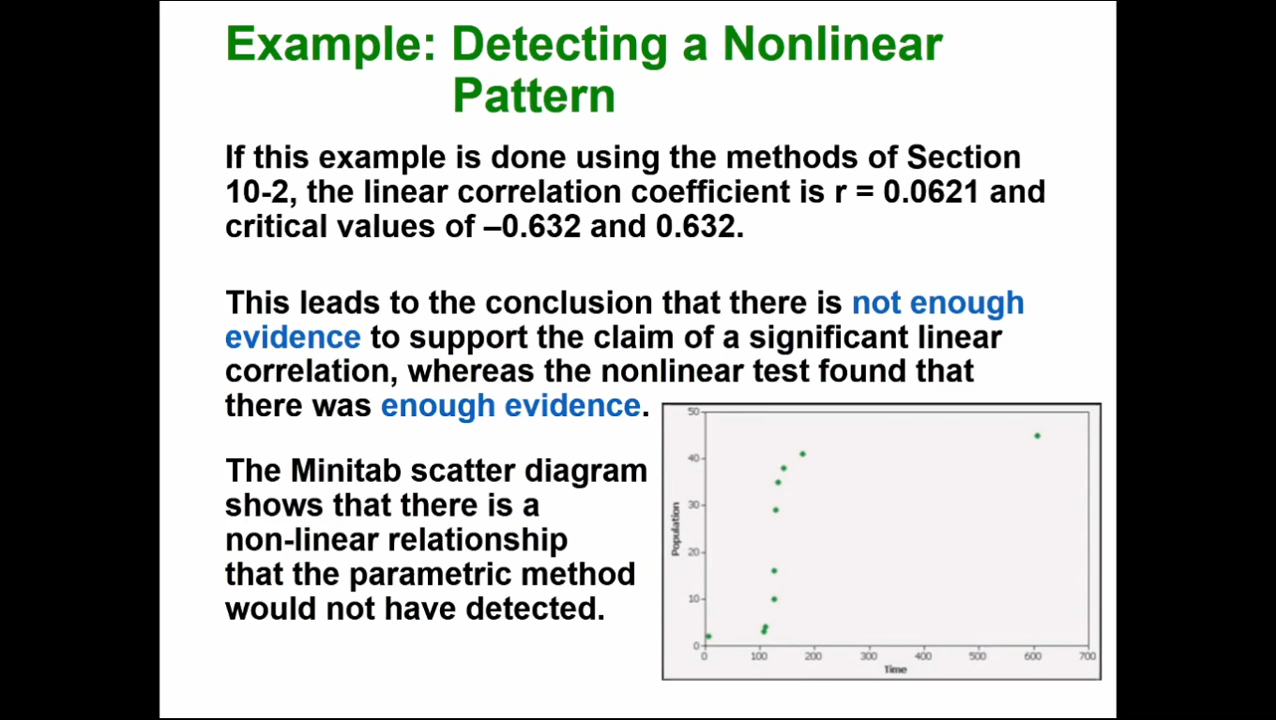 Example: Detecting a Nonlinear
Pattern
If this example is done using the methods of Section
10-2, the linear correlation coefficient is r = 0.0621 and
critical values of –0.632 and 0.632.
This leads to the conclusion that there is not enough
evidence to support the claim of a significant linear
correlation, whereas the nonlinear test found that
there was enough evidence.
The Minitab scatter diagram
shows that there is a
non-linear relationship
that the parametric method
would not have detected.
50
40
30
20
10
0
Population
0 100 200 300 400 500 600 700
Time